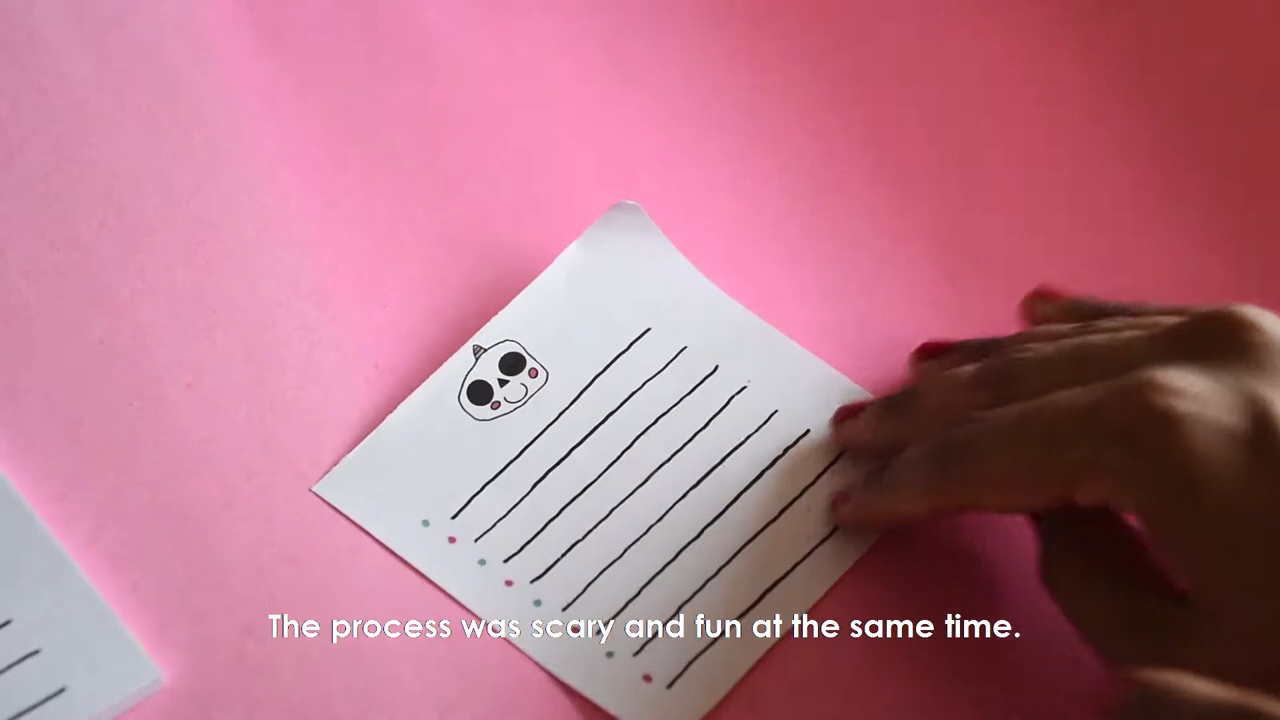 The process was scary and fun at the same time.